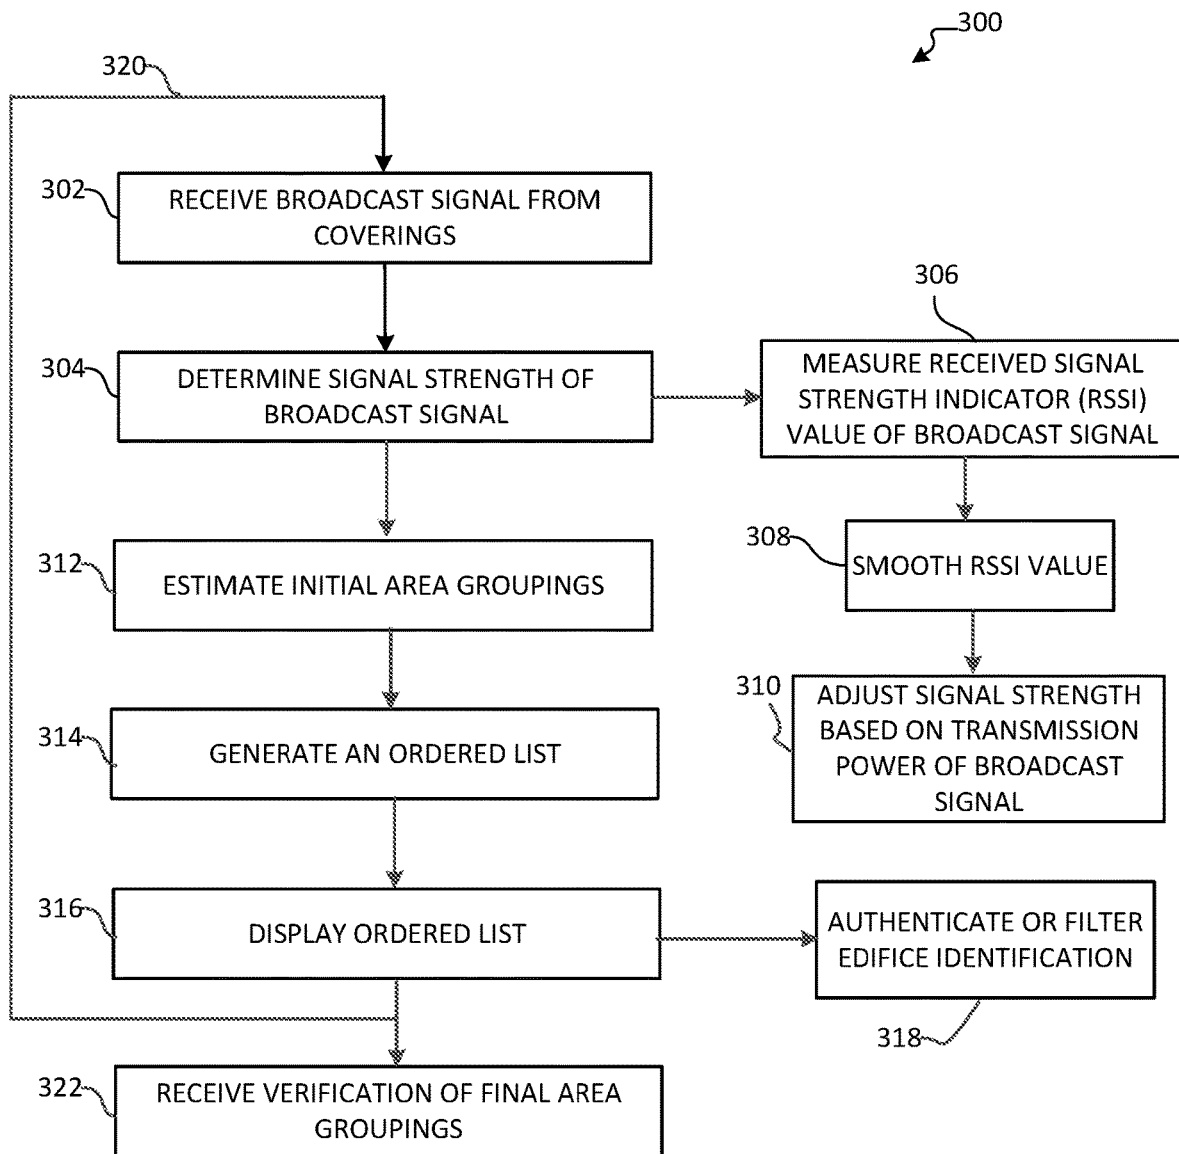 300
320
302
RECEIVE BROADCAST SIGNAL FROM
COVERINGS
304
DETERMINE SIGNAL STRENGTH OF
BROADCAST SIGNAL
306
MEASURE RECEIVED SIGNAL
STRENGTH INDICATOR (RSSI)
VALUE OF BROADCAST SIGNAL
308
SMOOTH RSSI VALUE
310
ADJUST SIGNAL STRENGTH
BASED ON TRANSMISSION
POWER OF BROADCAST
SIGNAL
312
ESTIMATE INITIAL AREA GROUPINGS
314
GENERATE AN ORDERED LIST
316
DISPLAY ORDERED LIST
AUTHENTICATE OR FILTER
EDIFICE IDENTIFICATION
318
322
RECEIVE VERIFICATION OF FINAL AREA
GROUPINGS